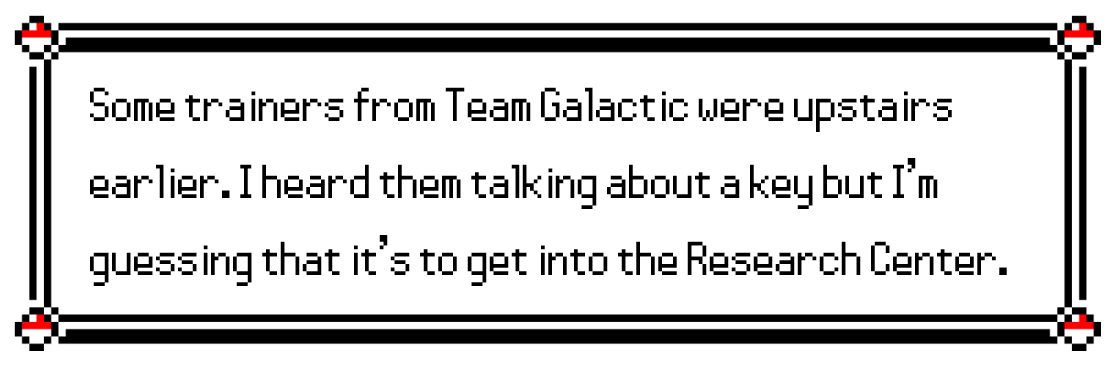 Some trainers from Team Galactic were upstairs
earlier. I heard them talking about a key but I'm
guessing that it's to get into the Research Center.